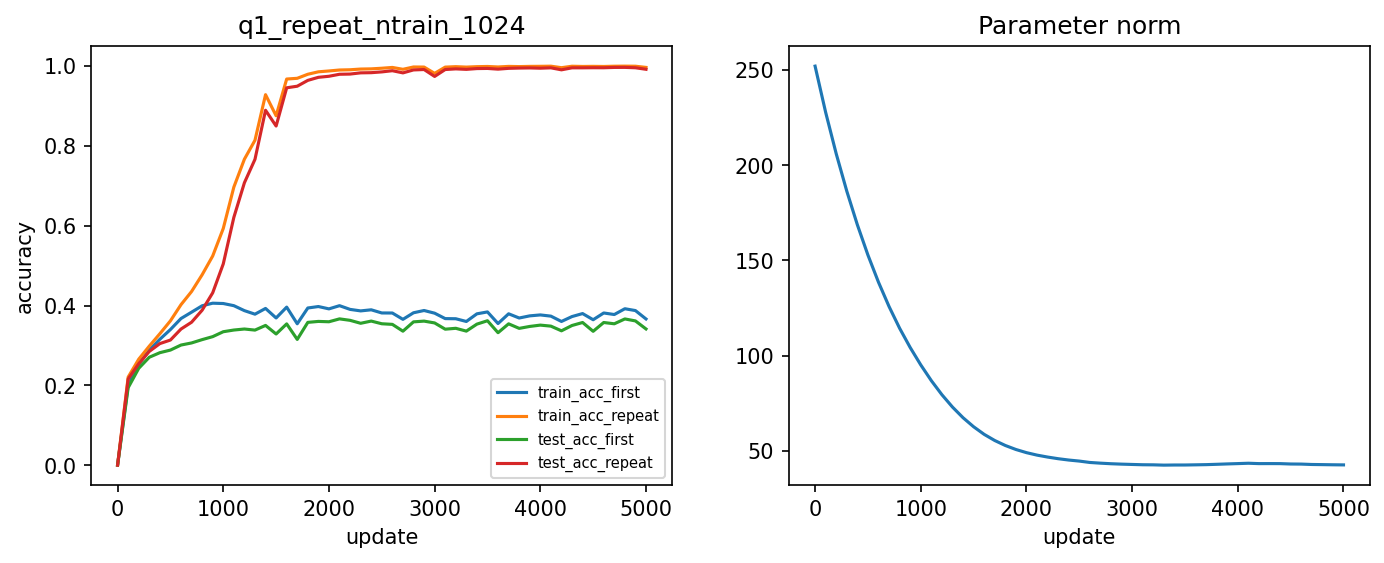 q1_repeat_ntrain_1024
accuracy
1.0
0.8
0.6
0.4
0.2
0.0
train_acc_first
train_acc_repeat
test_acc_first
test_acc_repeat
0 1000 2000 3000 4000 5000
update
Parameter norm
250
200
150
100
50
0 1000 2000 3000 4000 5000
update